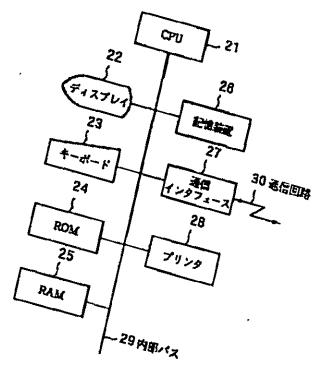 CPU
21
22
ディスプレイ
26
記憶装置
23
キーボード
27
通信
インタフェース
30 通信回路
24
ROM
28
プリンタ
25
RAM
29 内部バス